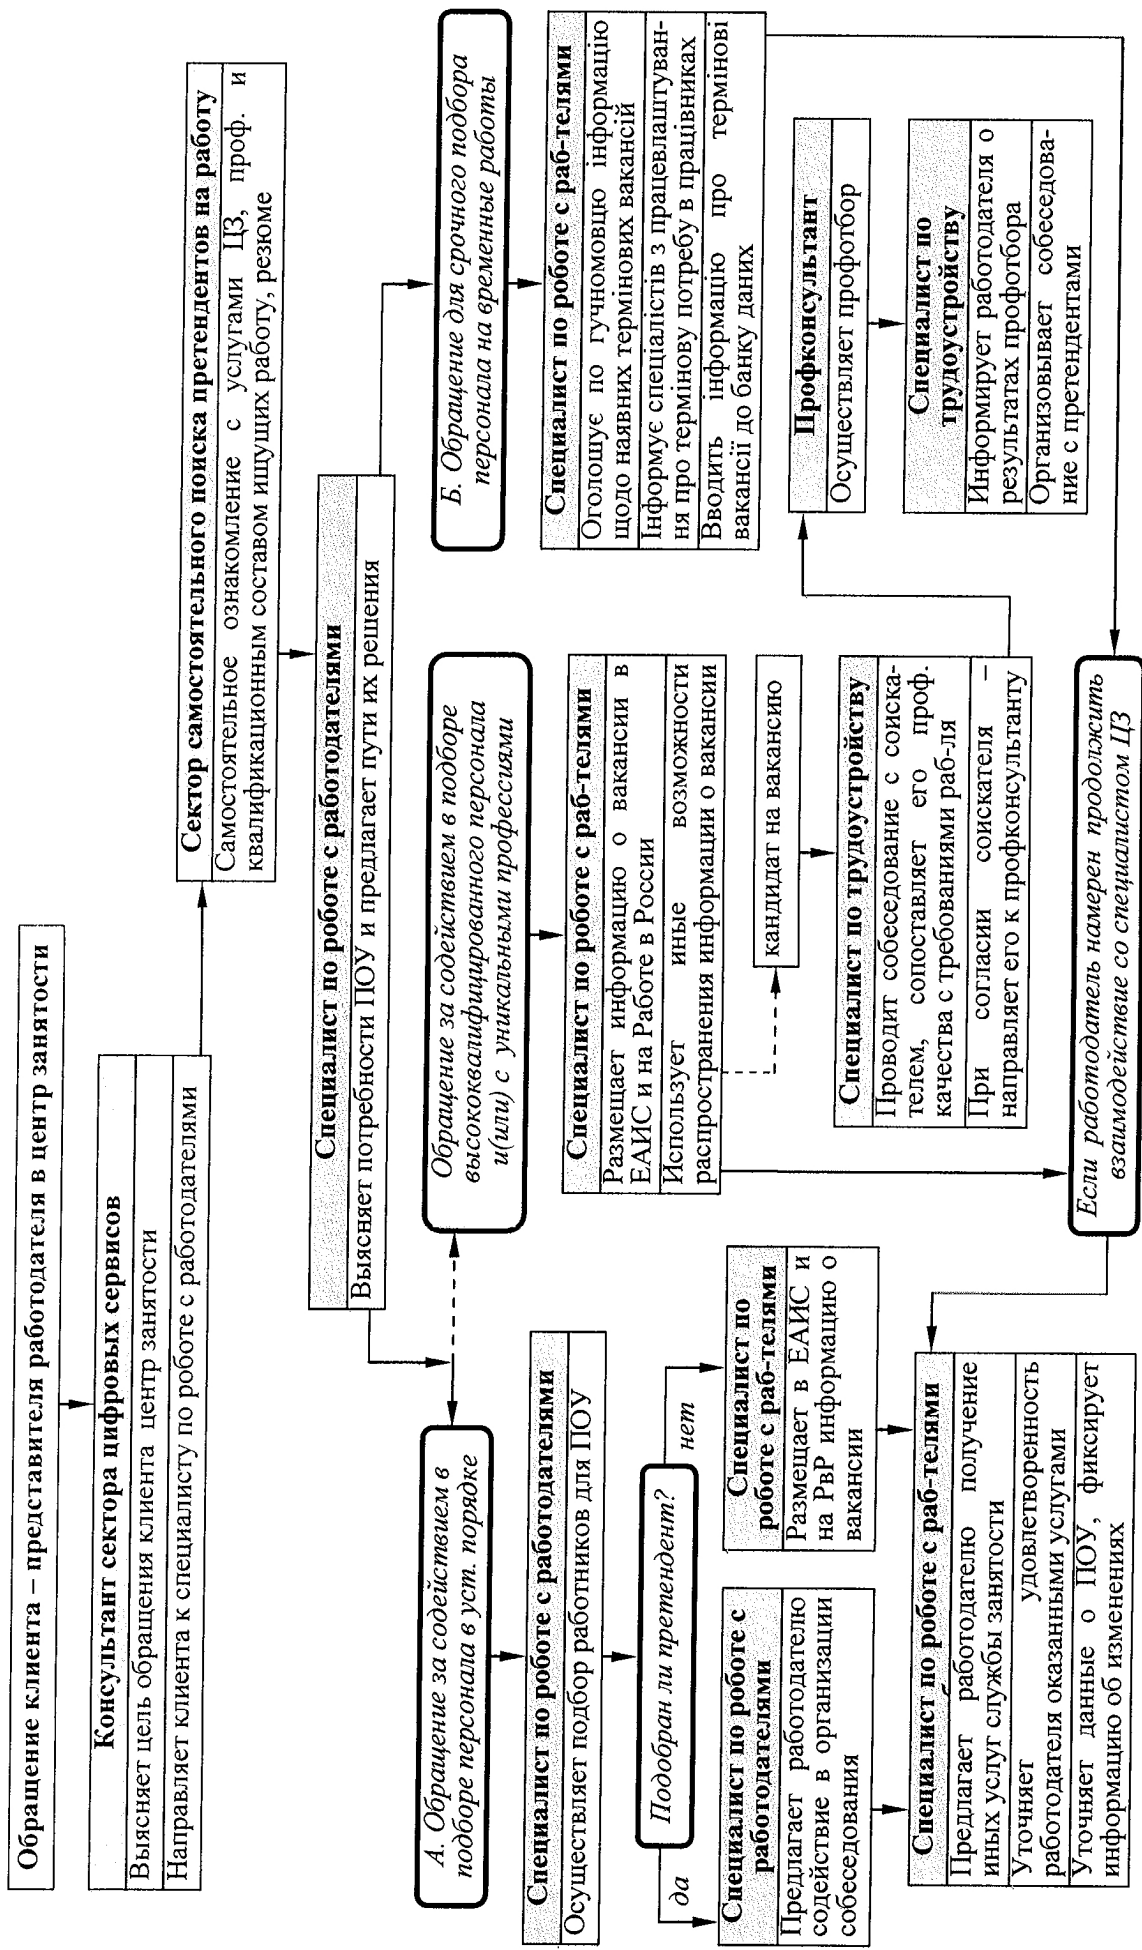 Обращение клиента – представителя работодателя в центр занятости
Консультант сектора цифровых сервисов
Выясняет цель обращения клиента центр занятости
Направляет клиента к специалисту по роботе с работодателями
Сектор самостоятельного поиска претендентов на работу
Самостоятельное ознакомление с услугами ЦЗ, проф. и
квалификационным составом ищущих работу, резюме
Специалист по роботе с работодателями
Выясняет потребности ПОУ и предлагает пути их решения
А. Обращение за содействием в
подборе персонала в уст. порядке
Обращение за содействием в подборе
высококвалифицированного персонала
и(или) с уникальными профессиями
Б. Обращение для срочного подбора
персонала на временные работы
Специалист по роботе с работодателями
Осуществляет подбор работников для ПОУ
Подобран ли претендент?
да
нет
Специалист по роботе с
работодателями
Предлагает работодателю
содействие в организации
собеседования
Специалист по
роботе с раб-телями
Размещает в ЕАИС и
на РвР информацию о
вакансии
Специалист по роботе с раб-телями
Размещает информацию о вакансии в
ЕАИС и на Работе в России
Использует иные возможности
распространения информации о вакансии
кандидат на вакансию
Специалист по трудоустройству
Проводит собеседование с соиска-
телем, сопоставляет его проф.
качества с требованиями раб-ля
При согласии соискателя –
направляет его к профконсультанту
Специалист по роботе с раб-телями
Оголошує по гучномовцю інформацію
щодо наявних термінових вакансій
Інформує спеціалістів з працевлаштуван-
ня про термінову потребу в працівниках
Вводить інформацію про термінові
вакансії до банку даних
Профконсультант
Осуществляет профотбор
Специалист по
трудоустройству
Информирует работодателя о
результатах профотбора
Организовывает собеседова-
ние с претендентами
Если работодатель намерен продолжить
взаимодействие со специалистом ЦЗ
Специалист по роботе с раб-телями
Предлагает работодателю получение
иных услуг службы занятости
Уточняет удовлетворенность
работодателя оказанными услугами
Уточняет данные о ПОУ, фиксирует
информацию об изменениях